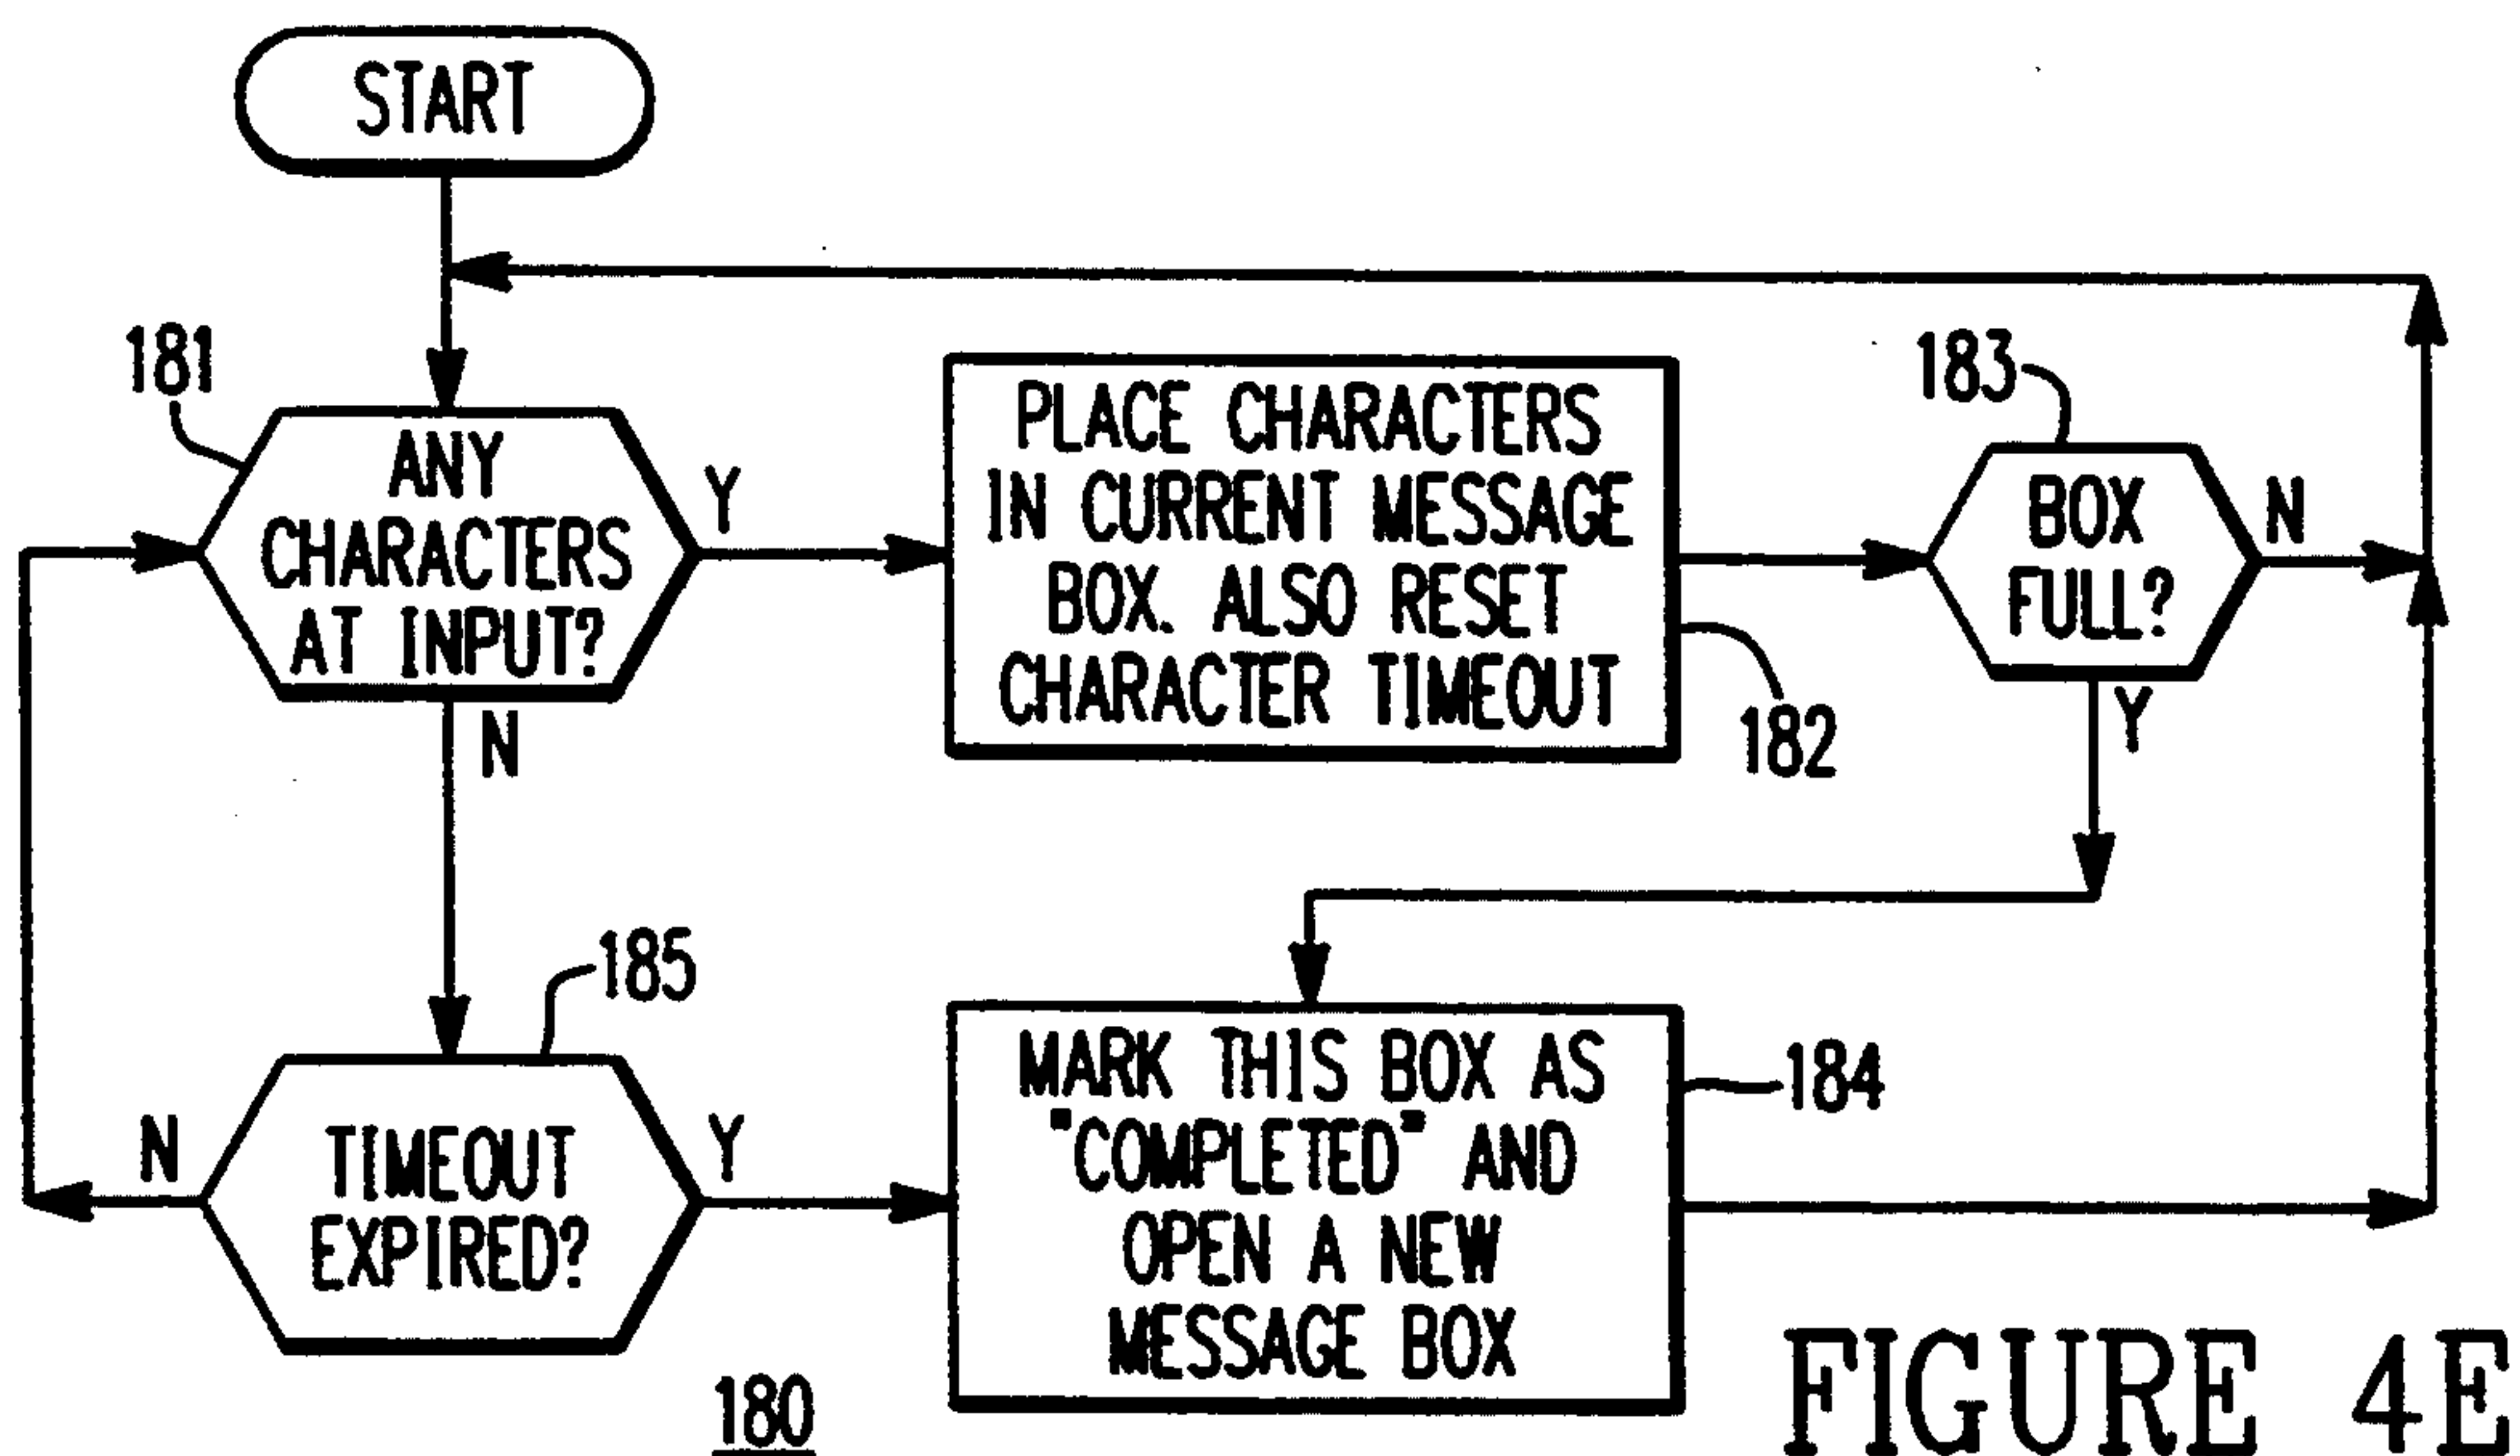 START
181
ANY
CHARACTERS
AT INPUT?
Y
N
PLACE CHARACTERS
IN CURRENT MESSAGE
BOX. ALSO RESET
CHARACTER TIMEOUT
182
183
BOX
FULL?
N
Y
185
TIMEOUT
EXPIRED?
N
Y
MARK THIS BOX AS
"COMPLETED" AND
OPEN A NEW
MESSAGE BOX
184
180
FIGURE 4E